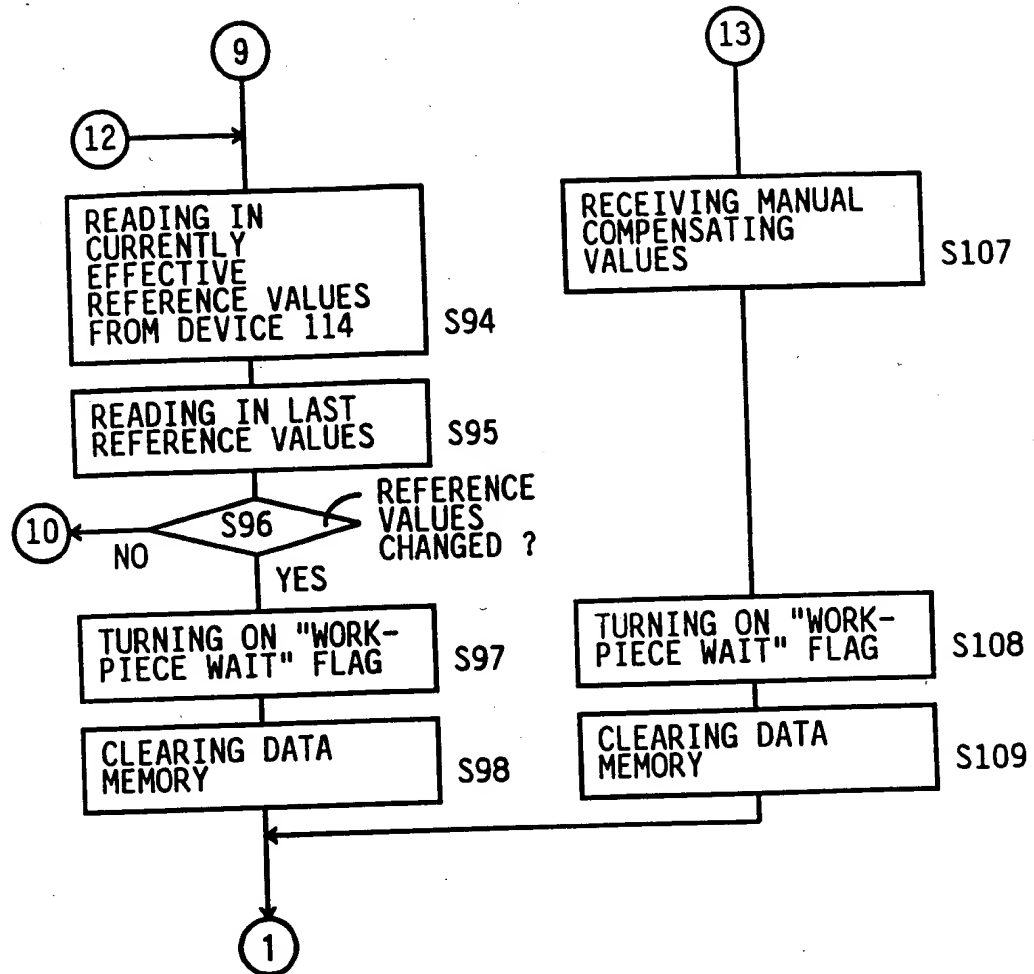 9
13
12
READING IN
CURRENTLY
EFFECTIVE
REFERENCE VALUES
FROM DEVICE 114
S94
RECEIVING MANUAL
COMPENSATING
VALUES
S107
READING IN LAST
REFERENCE VALUES
S95
10
S96
REFERENCE
VALUES
CHANGED ?
NO
YES
TURNING ON "WORK-
PIECE WAIT" FLAG
S97
TURNING ON "WORK-
PIECE WAIT" FLAG
S108
CLEARING DATA
MEMORY
S98
CLEARING DATA
MEMORY
S109
1